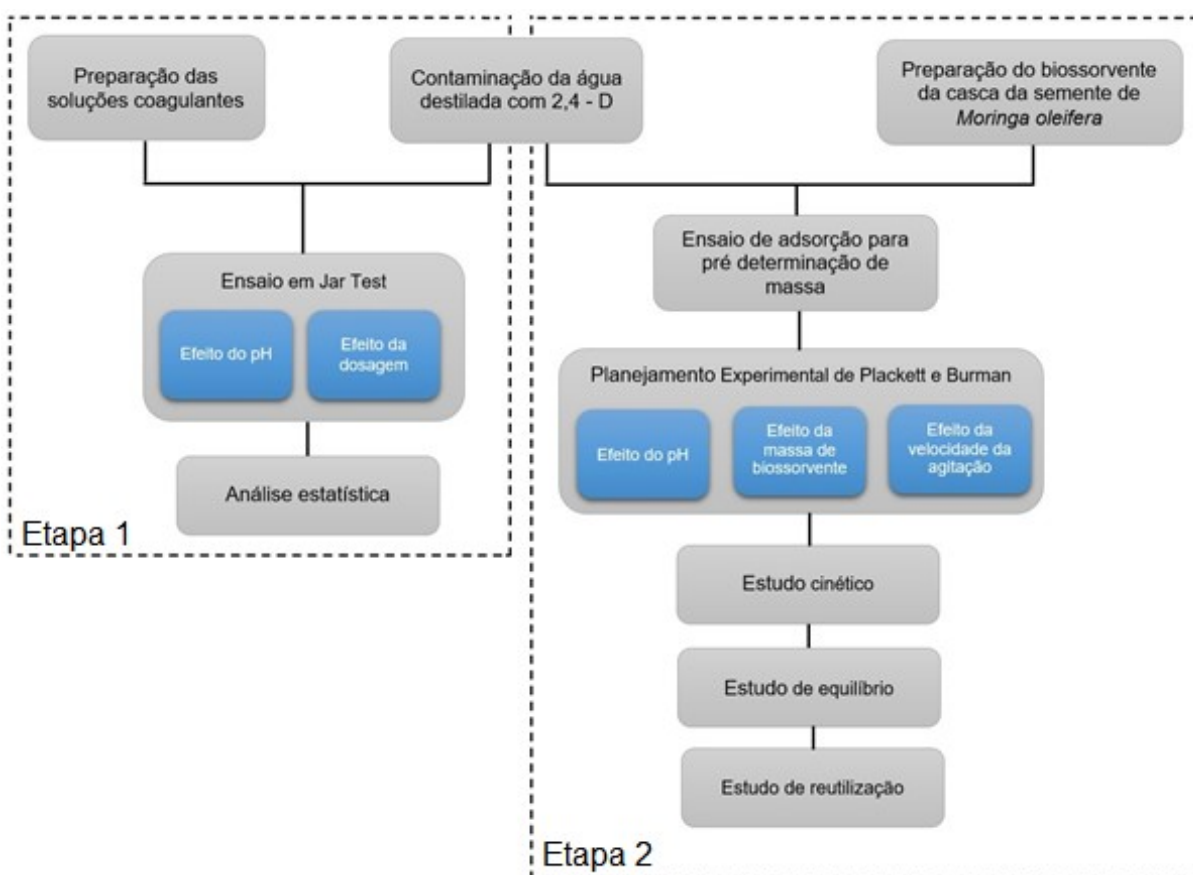 Preparação das
soluções coagulantes
Contaminação da água
destilada com 2,4 - D
Ensaio em Jar Test
Efeito do pH
Efeito da
dosagem
Análise estatística
Etapa 1
Preparação do biossorvente
da casca da semente de
Moringa oleifera
Ensaio de adsorção para
pré determinação de
massa
Planejamento Experimental de Plackett e Burman
Efeito do pH
Efeito da
massa de
biossorvente
Efeito da
velocidade da
agitação
Estudo cinético
Estudo de equilíbrio
Estudo de reutilização
Etapa 2